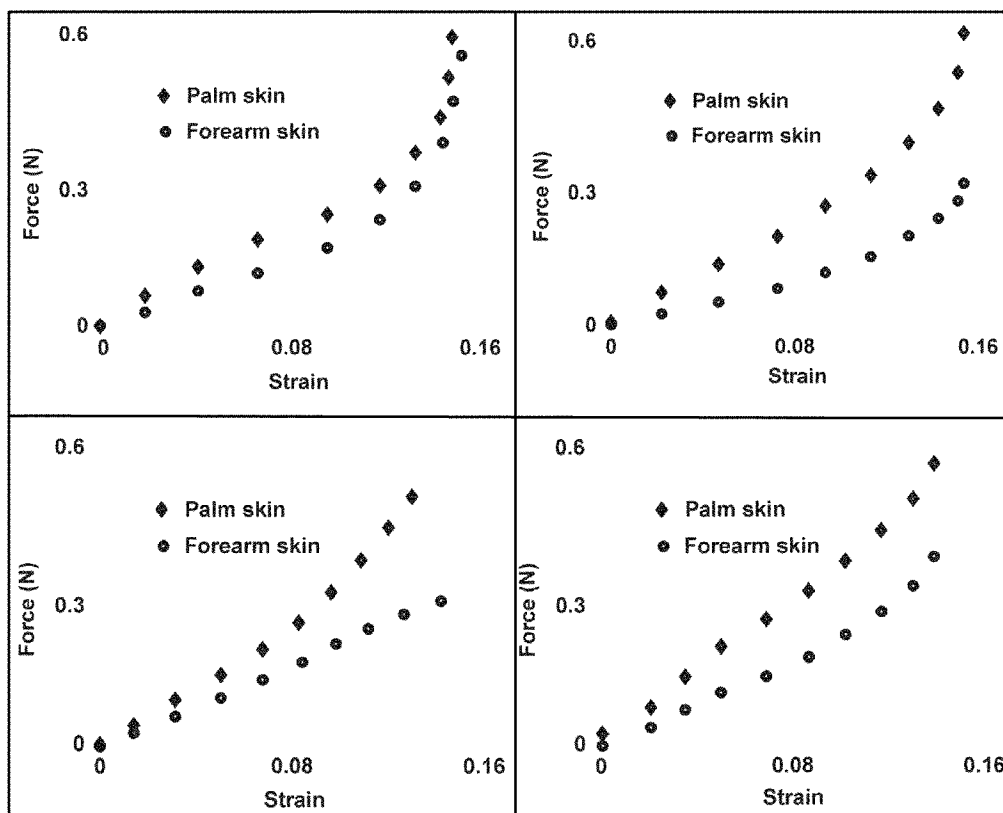 0.6
Palm skin
Forearm skin
Force (N)
0.3
0
0
0.08
0.16
Strain
0.6
Palm skin
Forearm skin
Force (N)
0.3
0
0
0.08
0.16
Strain
0.6
Palm skin
Forearm skin
Force (N)
0.3
0
0
0.08
0.16
Strain
0.6
Palm skin
Forearm skin
Force (N)
0.3
0
0
0.08
0.16
Strain